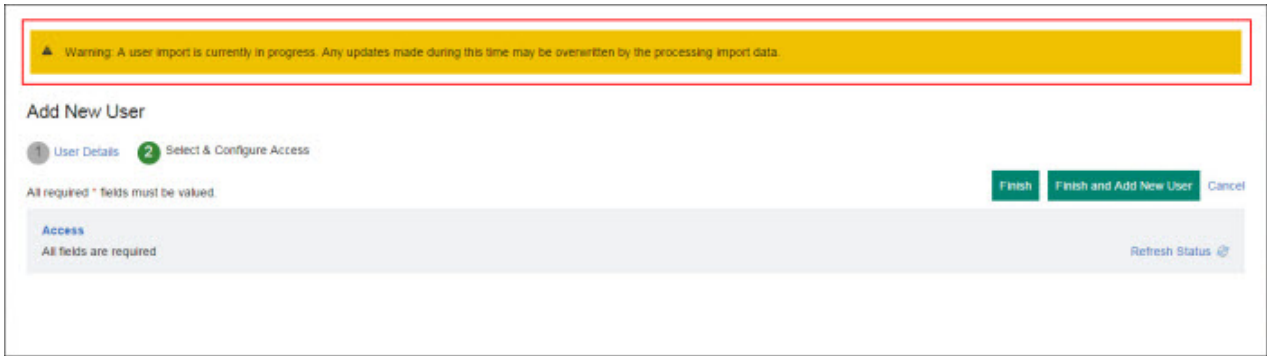 Warning: A user import is currently in progress. Any updates made during this time may be overwritten by the processing import data.
Add New User
1 User Details 2 Select & Configure Access
All required * fields must be valued.
Finish Finish and Add New User Cancel
Access
All fields are required
Refresh Status